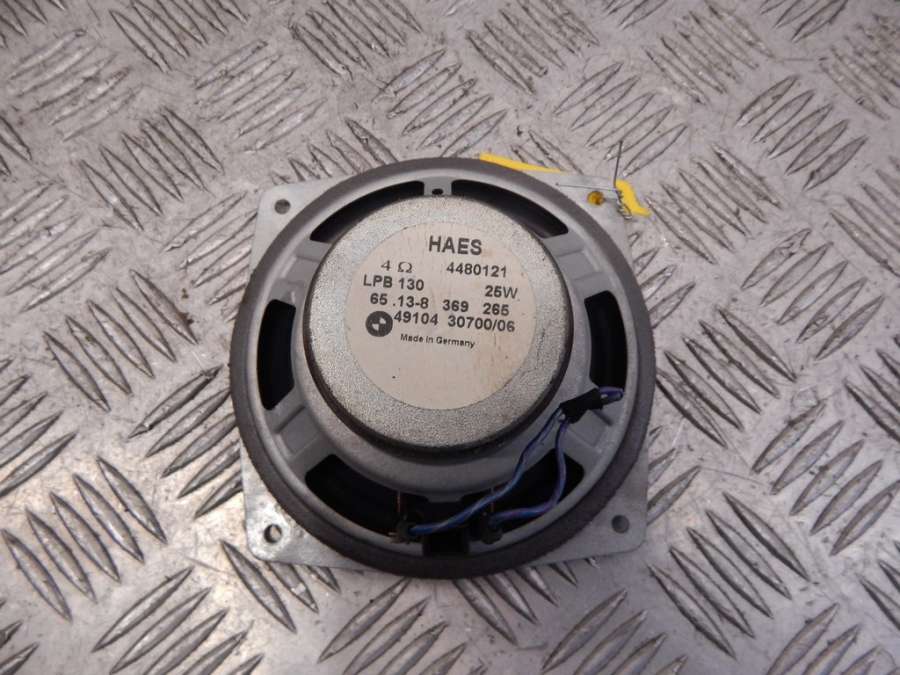 HAES
4 Ω 4480121
LPB 130 25W
65 .13-8 369 265
49104 30700/06
Made in Germany